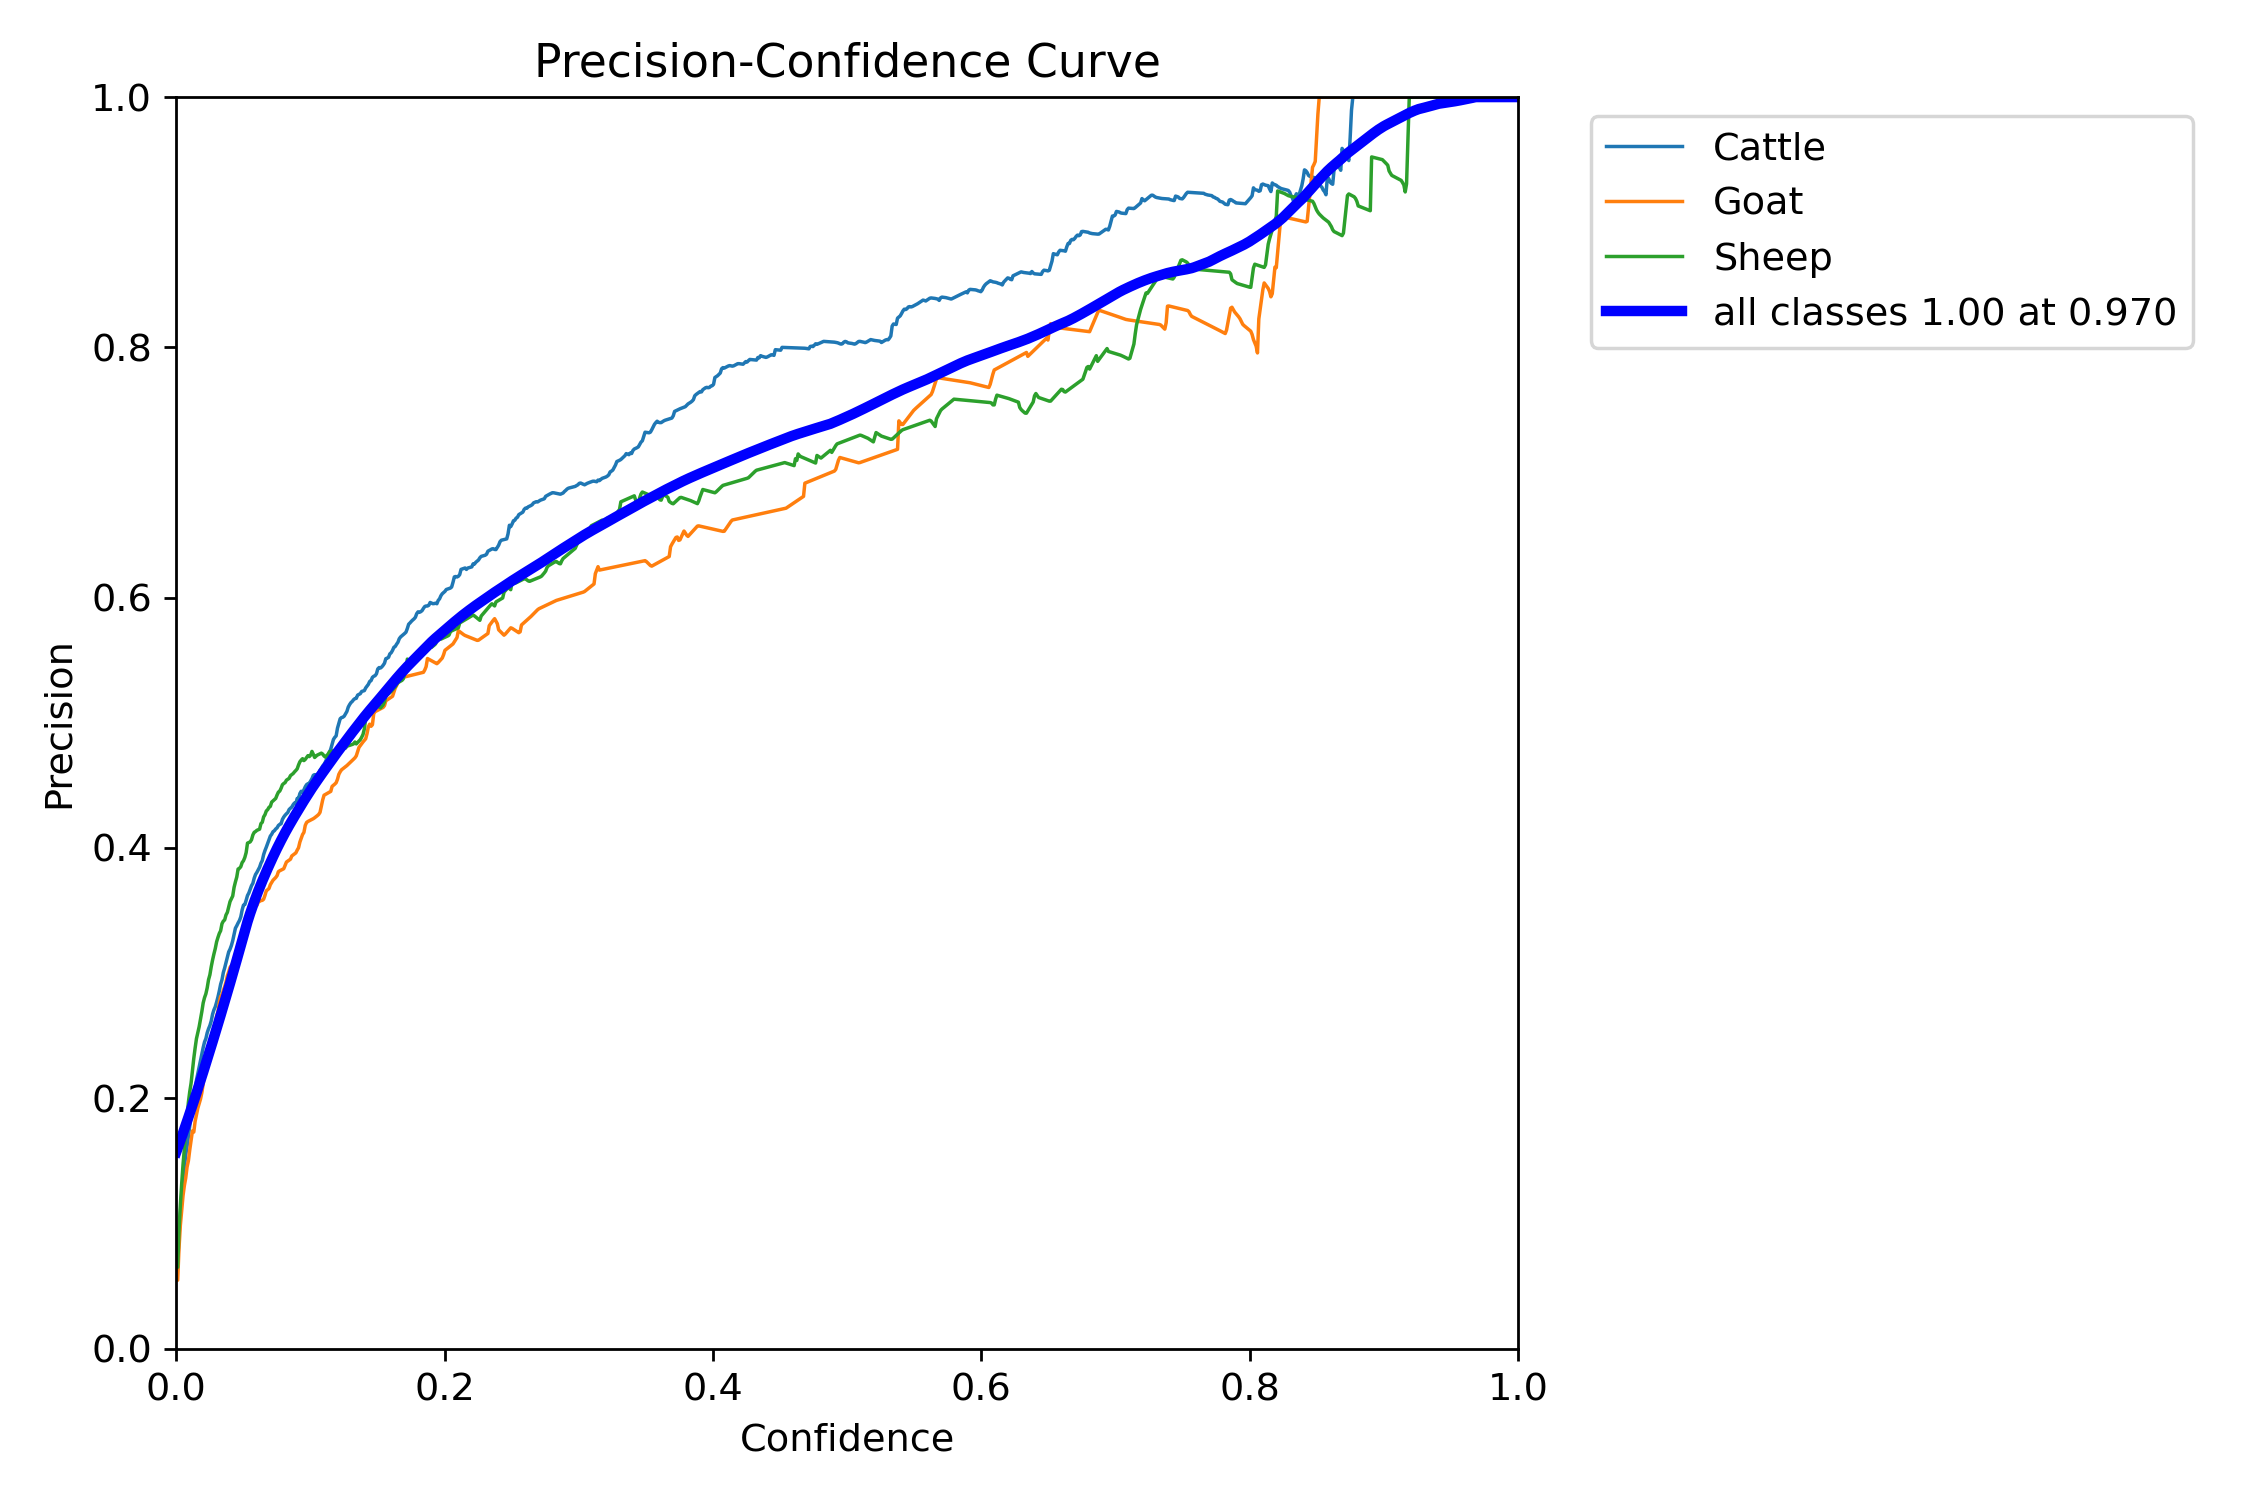 Precision-Confidence Curve
1.0
0.8
0.6
0.4
0.2
0.0
Precision
0.0 0.2 0.4 0.6 0.8 1.0
Confidence
Cattle
Goat
Sheep
all classes 1.00 at 0.970